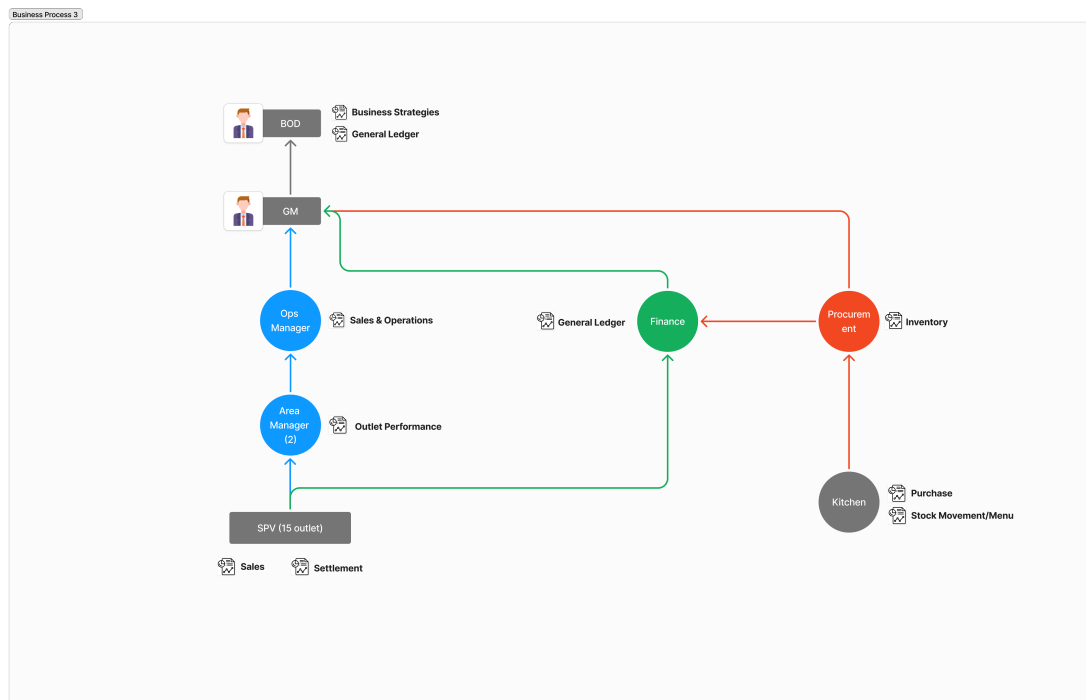 Business Process 3
BOD
Business Strategies
General Ledger
GM
Ops
Manager
Sales & Operations
General Ledger
Finance
Procurem
ent
Inventory
Area
Manager
(2)
Outlet Performance
Kitchen
Purchase
Stock Movement/Menu
SPV (15 outlet)
Sales
Settlement